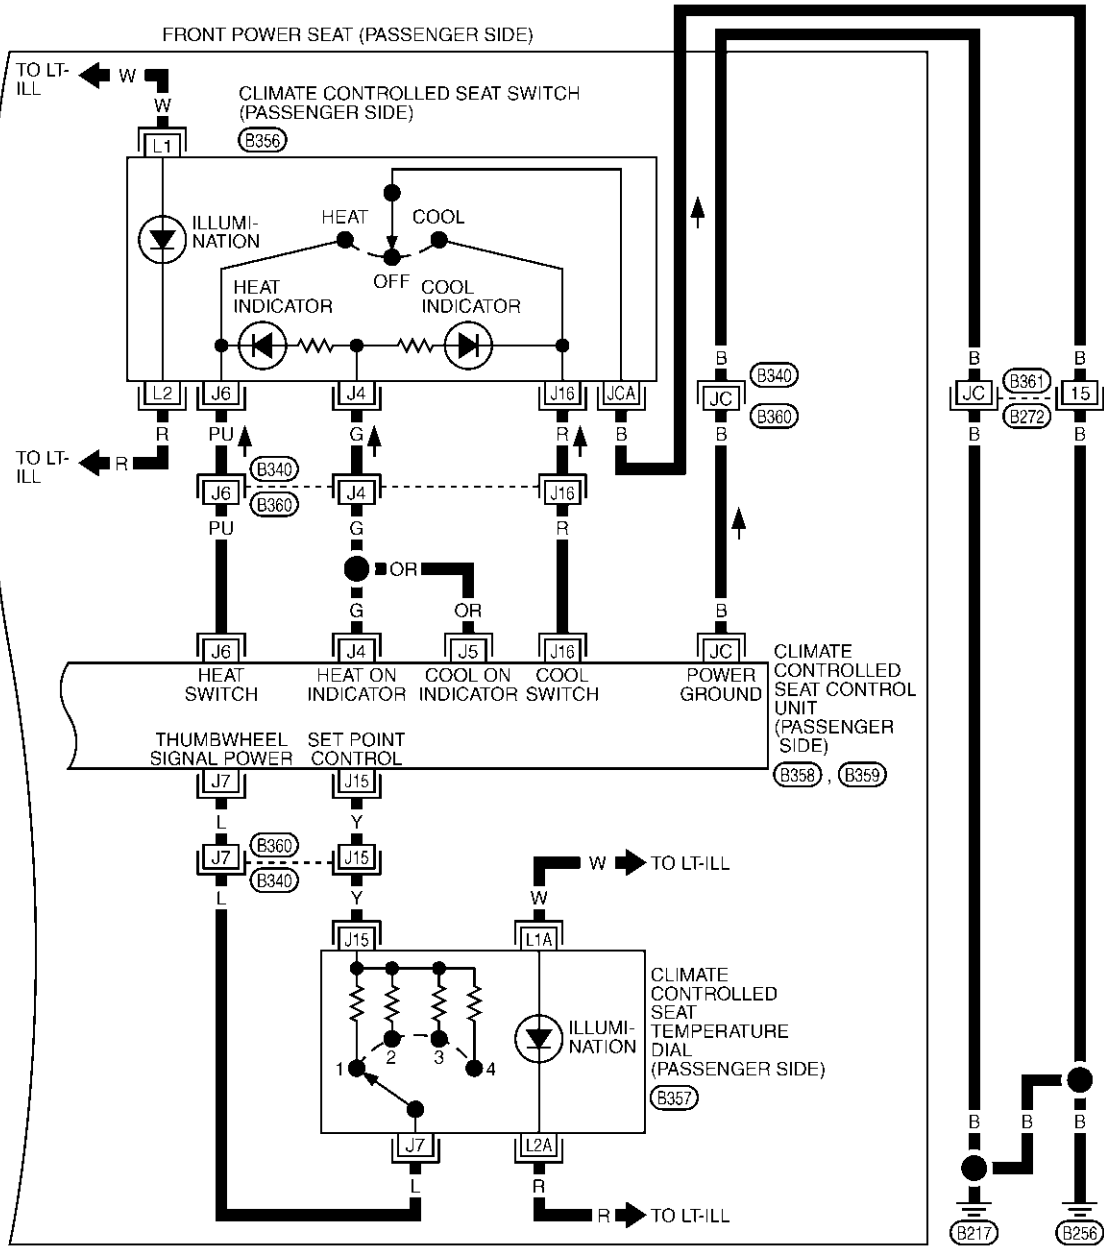 FRONT POWER SEAT (PASSENGER SIDE)
TO LT-
ILL
W
W
CLIMATE CONTROLLED SEAT SWITCH
(PASSENGER SIDE)
B356
L1
ILLUMI-
NATION
HEAT
COOL
OFF
HEAT
INDICATOR
COOL
INDICATOR
L2
J6
J4
J16
JCA
R
PU
G
R
B
TO LT-
ILL
R
B340
B360
J6
J4
J16
PU
G
R
OR
G
OR
B
JC
B340
B360
B
B
B
B
JC
B361
B272
15
B
B
J6
J4
J5
J16
JC
HEAT
SWITCH
HEAT ON
INDICATOR
COOL ON
INDICATOR
COOL
SWITCH
POWER
GROUND
CLIMATE
CONTROLLED
SEAT CONTROL
UNIT
(PASSENGER
SIDE)
B358 , B359
THUMBWHEEL
SIGNAL POWER
SET POINT
CONTROL
J7
J15
L
Y
B360
B340
J7
J15
L
Y
W
TO LT-ILL
W
J15
L1A
1
2
3
4
ILLUMI-
NATION
CLIMATE
CONTROLLED
SEAT
TEMPERATURE
DIAL
(PASSENGER SIDE)
B357
J7
L2A
L
R
R
TO LT-ILL
B
B
B
B217
B256